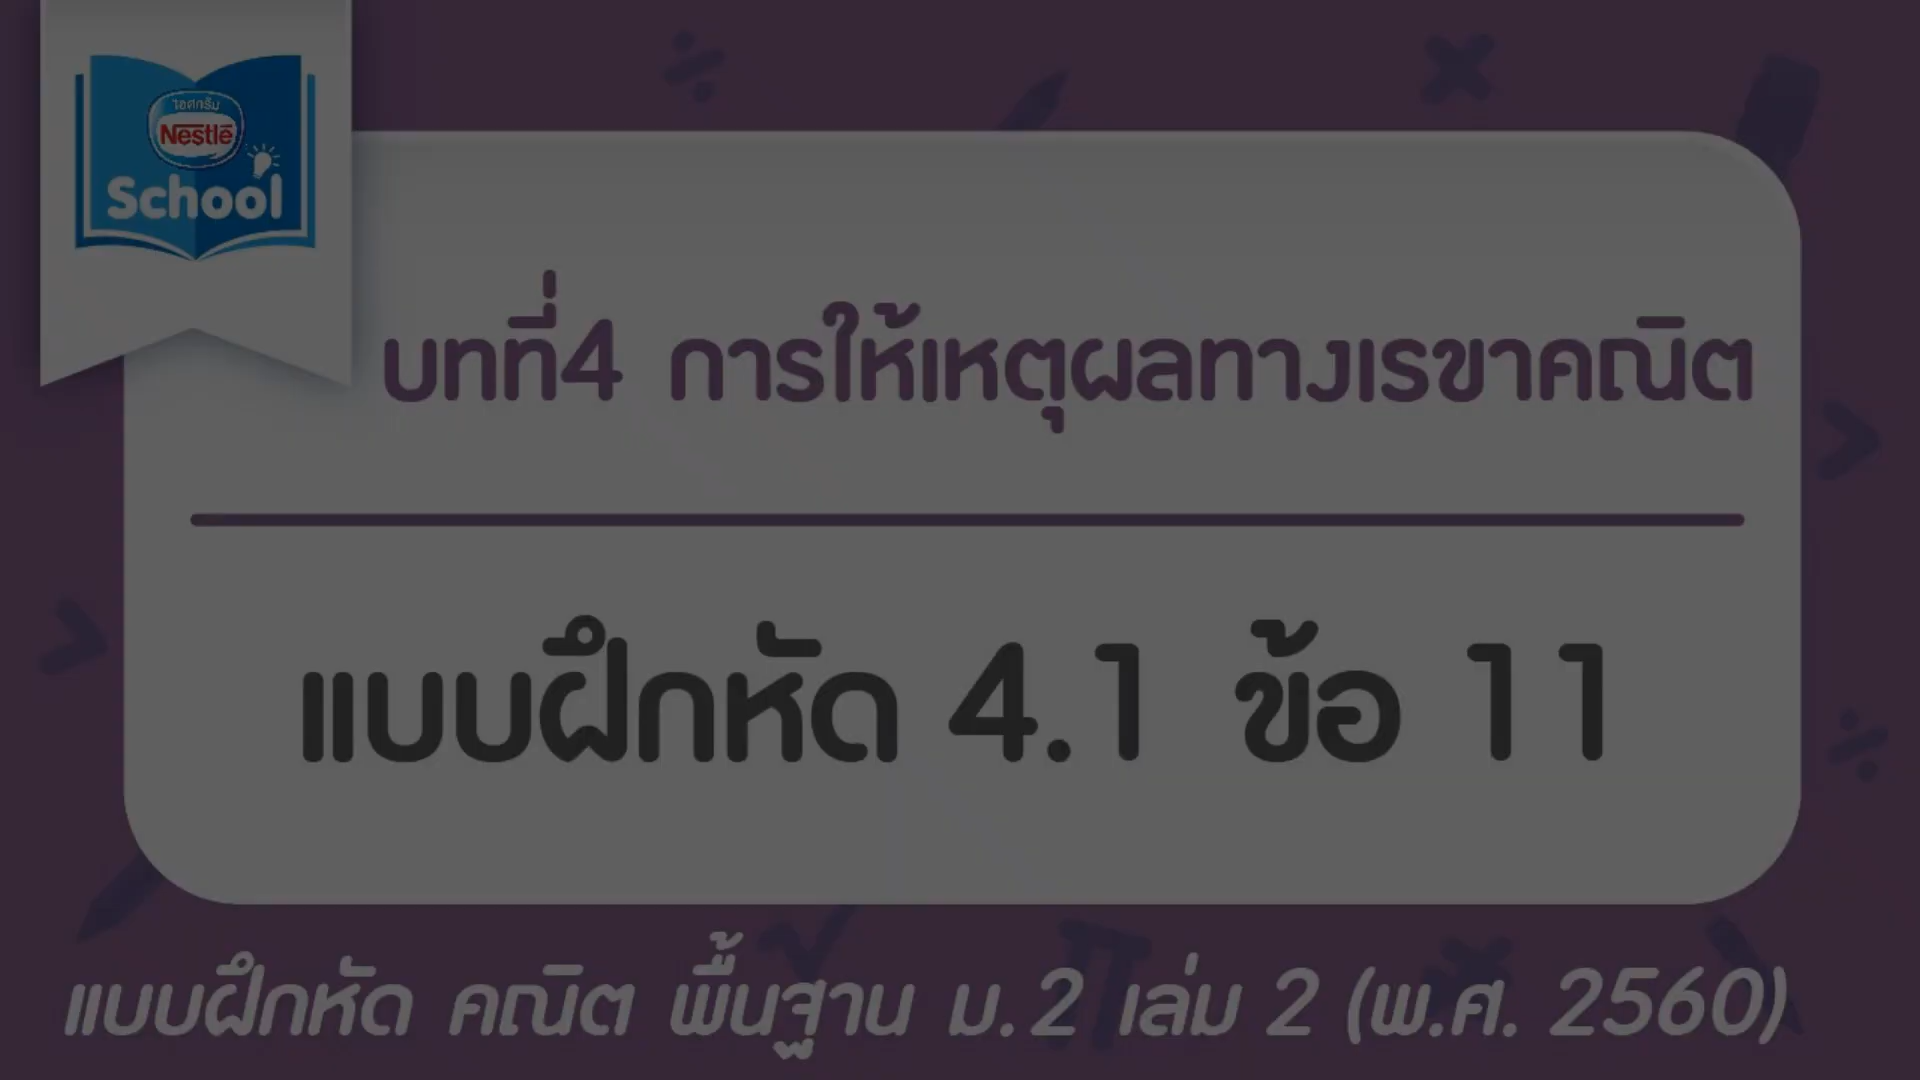 ไอศกรีม
Nestlé
School
บทที่4 การให้เหตุผลทางเรขาคณิต
แบบฝึกหัด 4.1 ข้อ 11
แบบฝึกหัด คณิต พื้นฐาน ม.2 เล่ม 2 (พ.ศ. 2560)